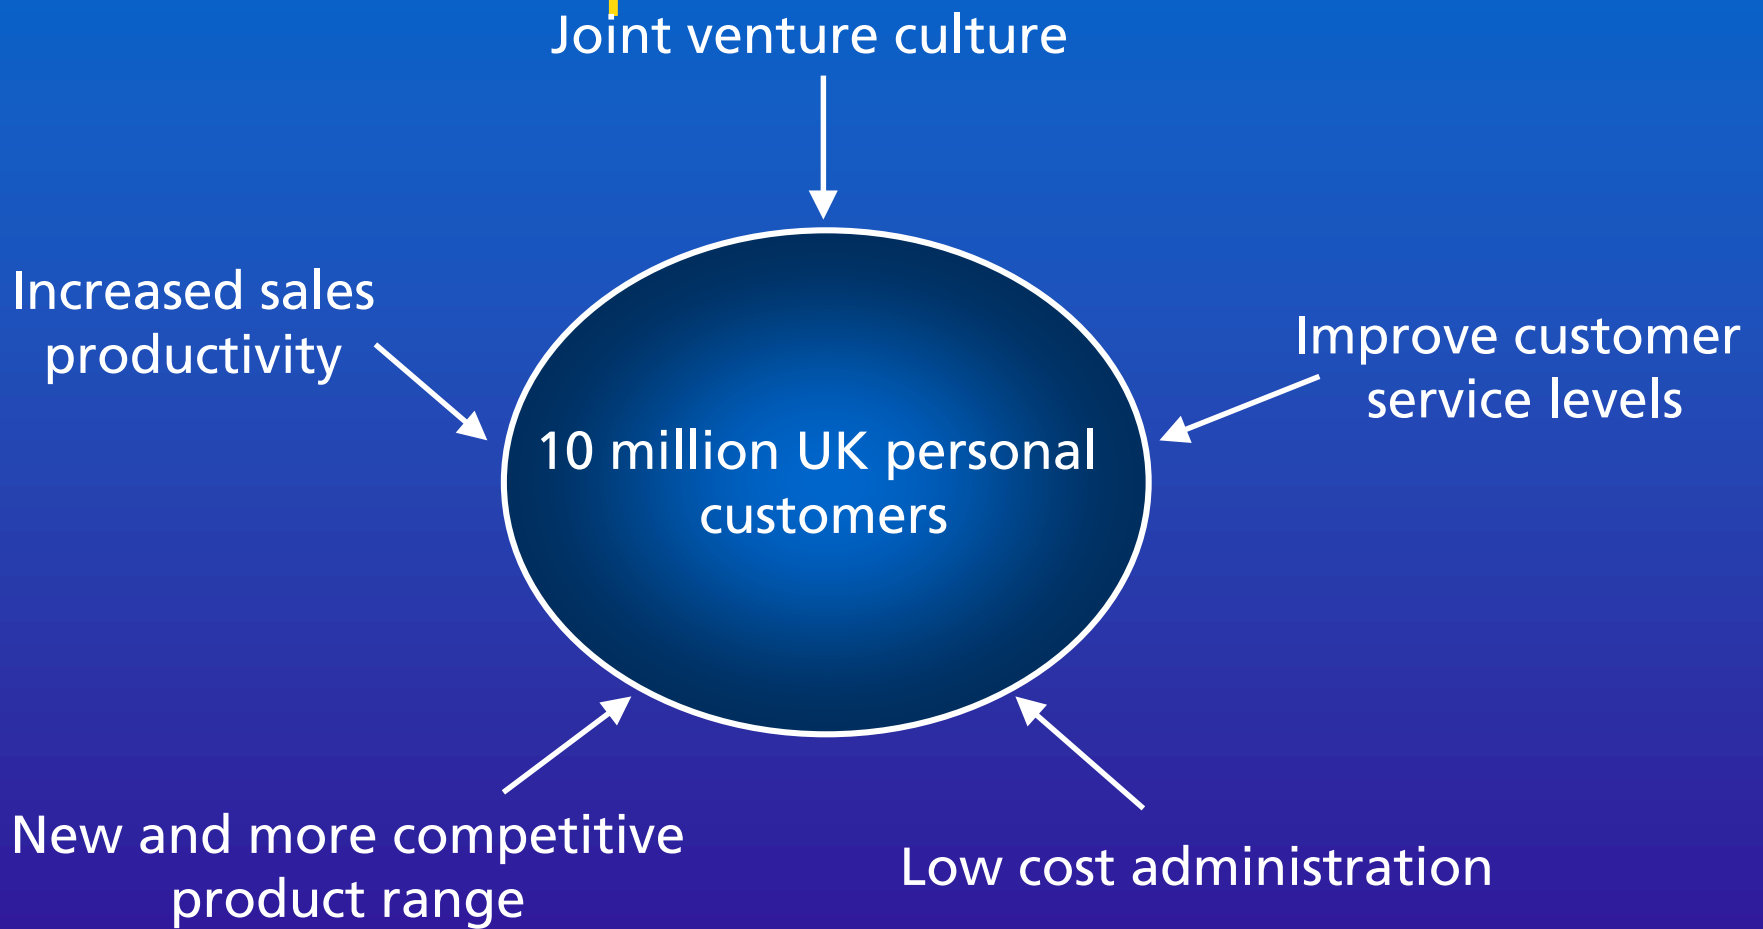 Joint venture culture
Increased sales
productivity
Improve customer
service levels
10 million UK personal
customers
New and more competitive
product range
Low cost administration